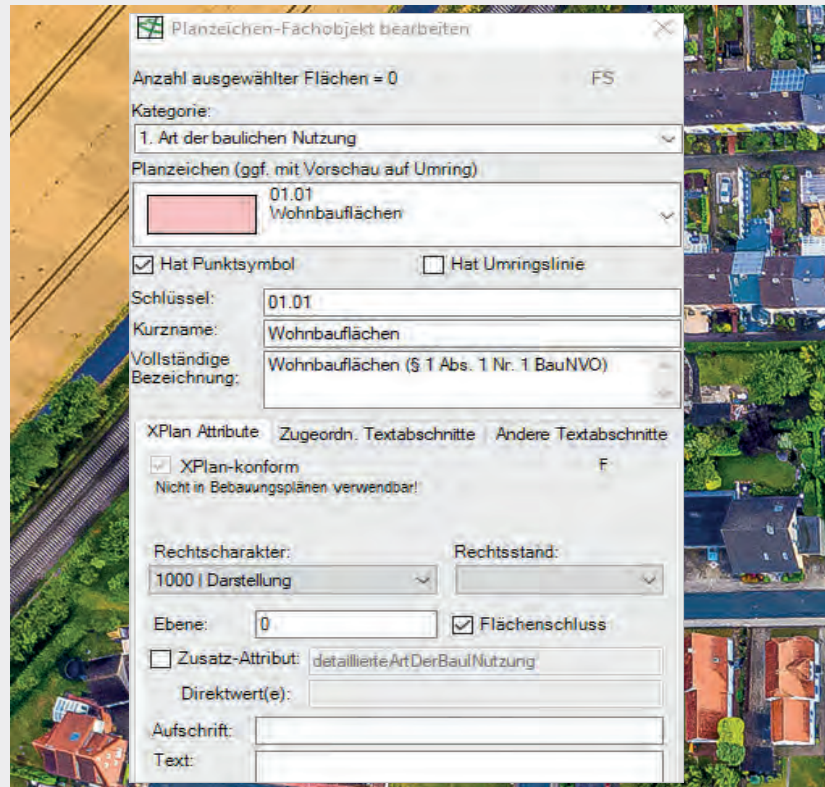 Planzeichen-Fachobjekt bearbeiten
Anzahl ausgewählter Flächen = 0 FS
Kategorie:
1. Art der baulichen Nutzung
Planzeichen (ggf. mit Vorschau auf Umring)
01.01
Wohnbauflächen
Hat Punktsymbol Hat Umringslinie
Schlüssel: 01.01
Kurzname: Wohnbauflächen
Vollständige Bezeichnung: Wohnbauflächen (§ 1 Abs. 1 Nr. 1 BauNVO)
XPlan Attribute Zugeordn. Textabschnitte Andere Textabschnitte
XPlan-konform F
Nicht in Bebauungsplänen verwendbar!
Rechtscharakter: Rechtsstand:
1000 | Darstellung
Ebene: 0 Flächenschluss
Zusatz-Attribut: detaillierteArtDerBaulNutzung
Direktwert(e):
Aufschrift:
Text: